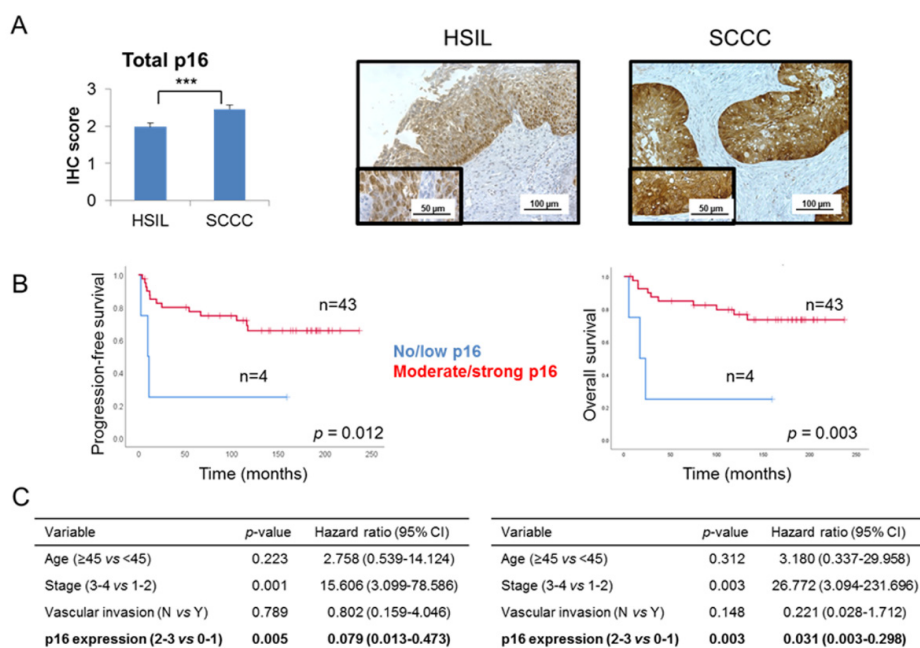 A
Total p16
***
IHC score
3
2
1
0
HSIL
SCCC
HSIL
50 µm
100 µm
SCCC
50 µm
100 µm
B
Progression-free survival
1.0
0.8
0.6
0.4
0.2
0.0
n=43
n=4
p = 0.012
0 50 100 150 200 250
Time (months)
No/low p16
Moderate/strong p16
Overall survival
1.0
0.8
0.6
0.4
0.2
0.0
n=43
n=4
p = 0.003
0 50 100 150 200 250
Time (months)
C
Variable p-value Hazard ratio (95% CI)
Age (≥45 vs <45) 0.223 2.758 (0.539-14.124)
Stage (3-4 vs 1-2) 0.001 15.606 (3.099-78.586)
Vascular invasion (N vs Y) 0.789 0.802 (0.159-4.046)
p16 expression (2-3 vs 0-1) 0.005 0.079 (0.013-0.473)
Variable p-value Hazard ratio (95% CI)
Age (≥45 vs <45) 0.312 3.180 (0.337-29.958)
Stage (3-4 vs 1-2) 0.003 26.772 (3.094-231.696)
Vascular invasion (N vs Y) 0.148 0.221 (0.028-1.712)
p16 expression (2-3 vs 0-1) 0.003 0.031 (0.003-0.298)